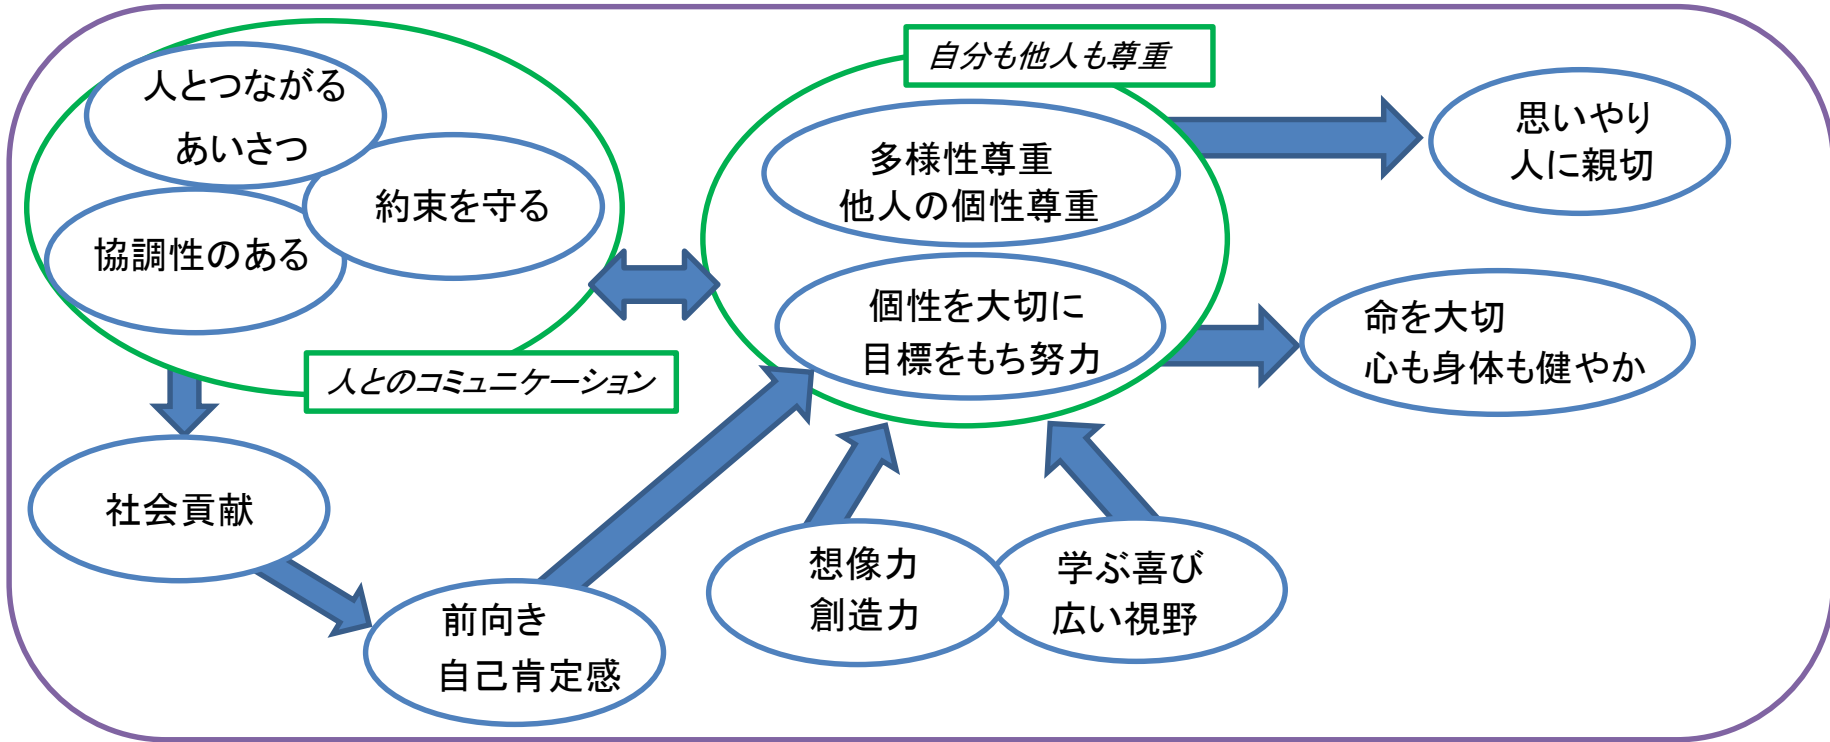 人とつながる
あいさつ
約束を守る
協調性のある
人とのコミュニケーション
自分も他人も尊重
多様性尊重
他人の個性尊重
個性を大切に
目標をもち努力
思いやり
人に親切
命を大切
心も身体も健やか
社会貢献
前向き
自己肯定感
想像力
創造力
学ぶ喜び
広い視野